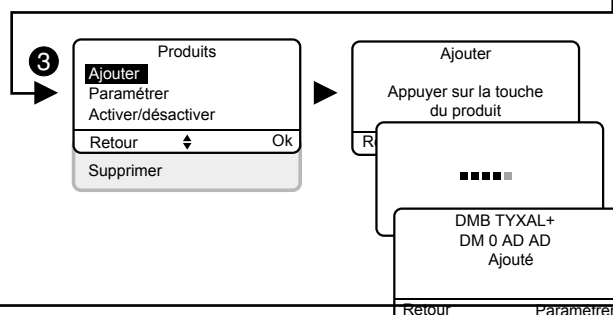 3
Produits
Ajouter
Paramétrer
Activer/désactiver
Retour Ok
Supprimer
Ajouter
Appuyer sur la touche
du produit
DMB TYXAL+
DM 0 AD AD
Ajouté
Retour Paramétrer